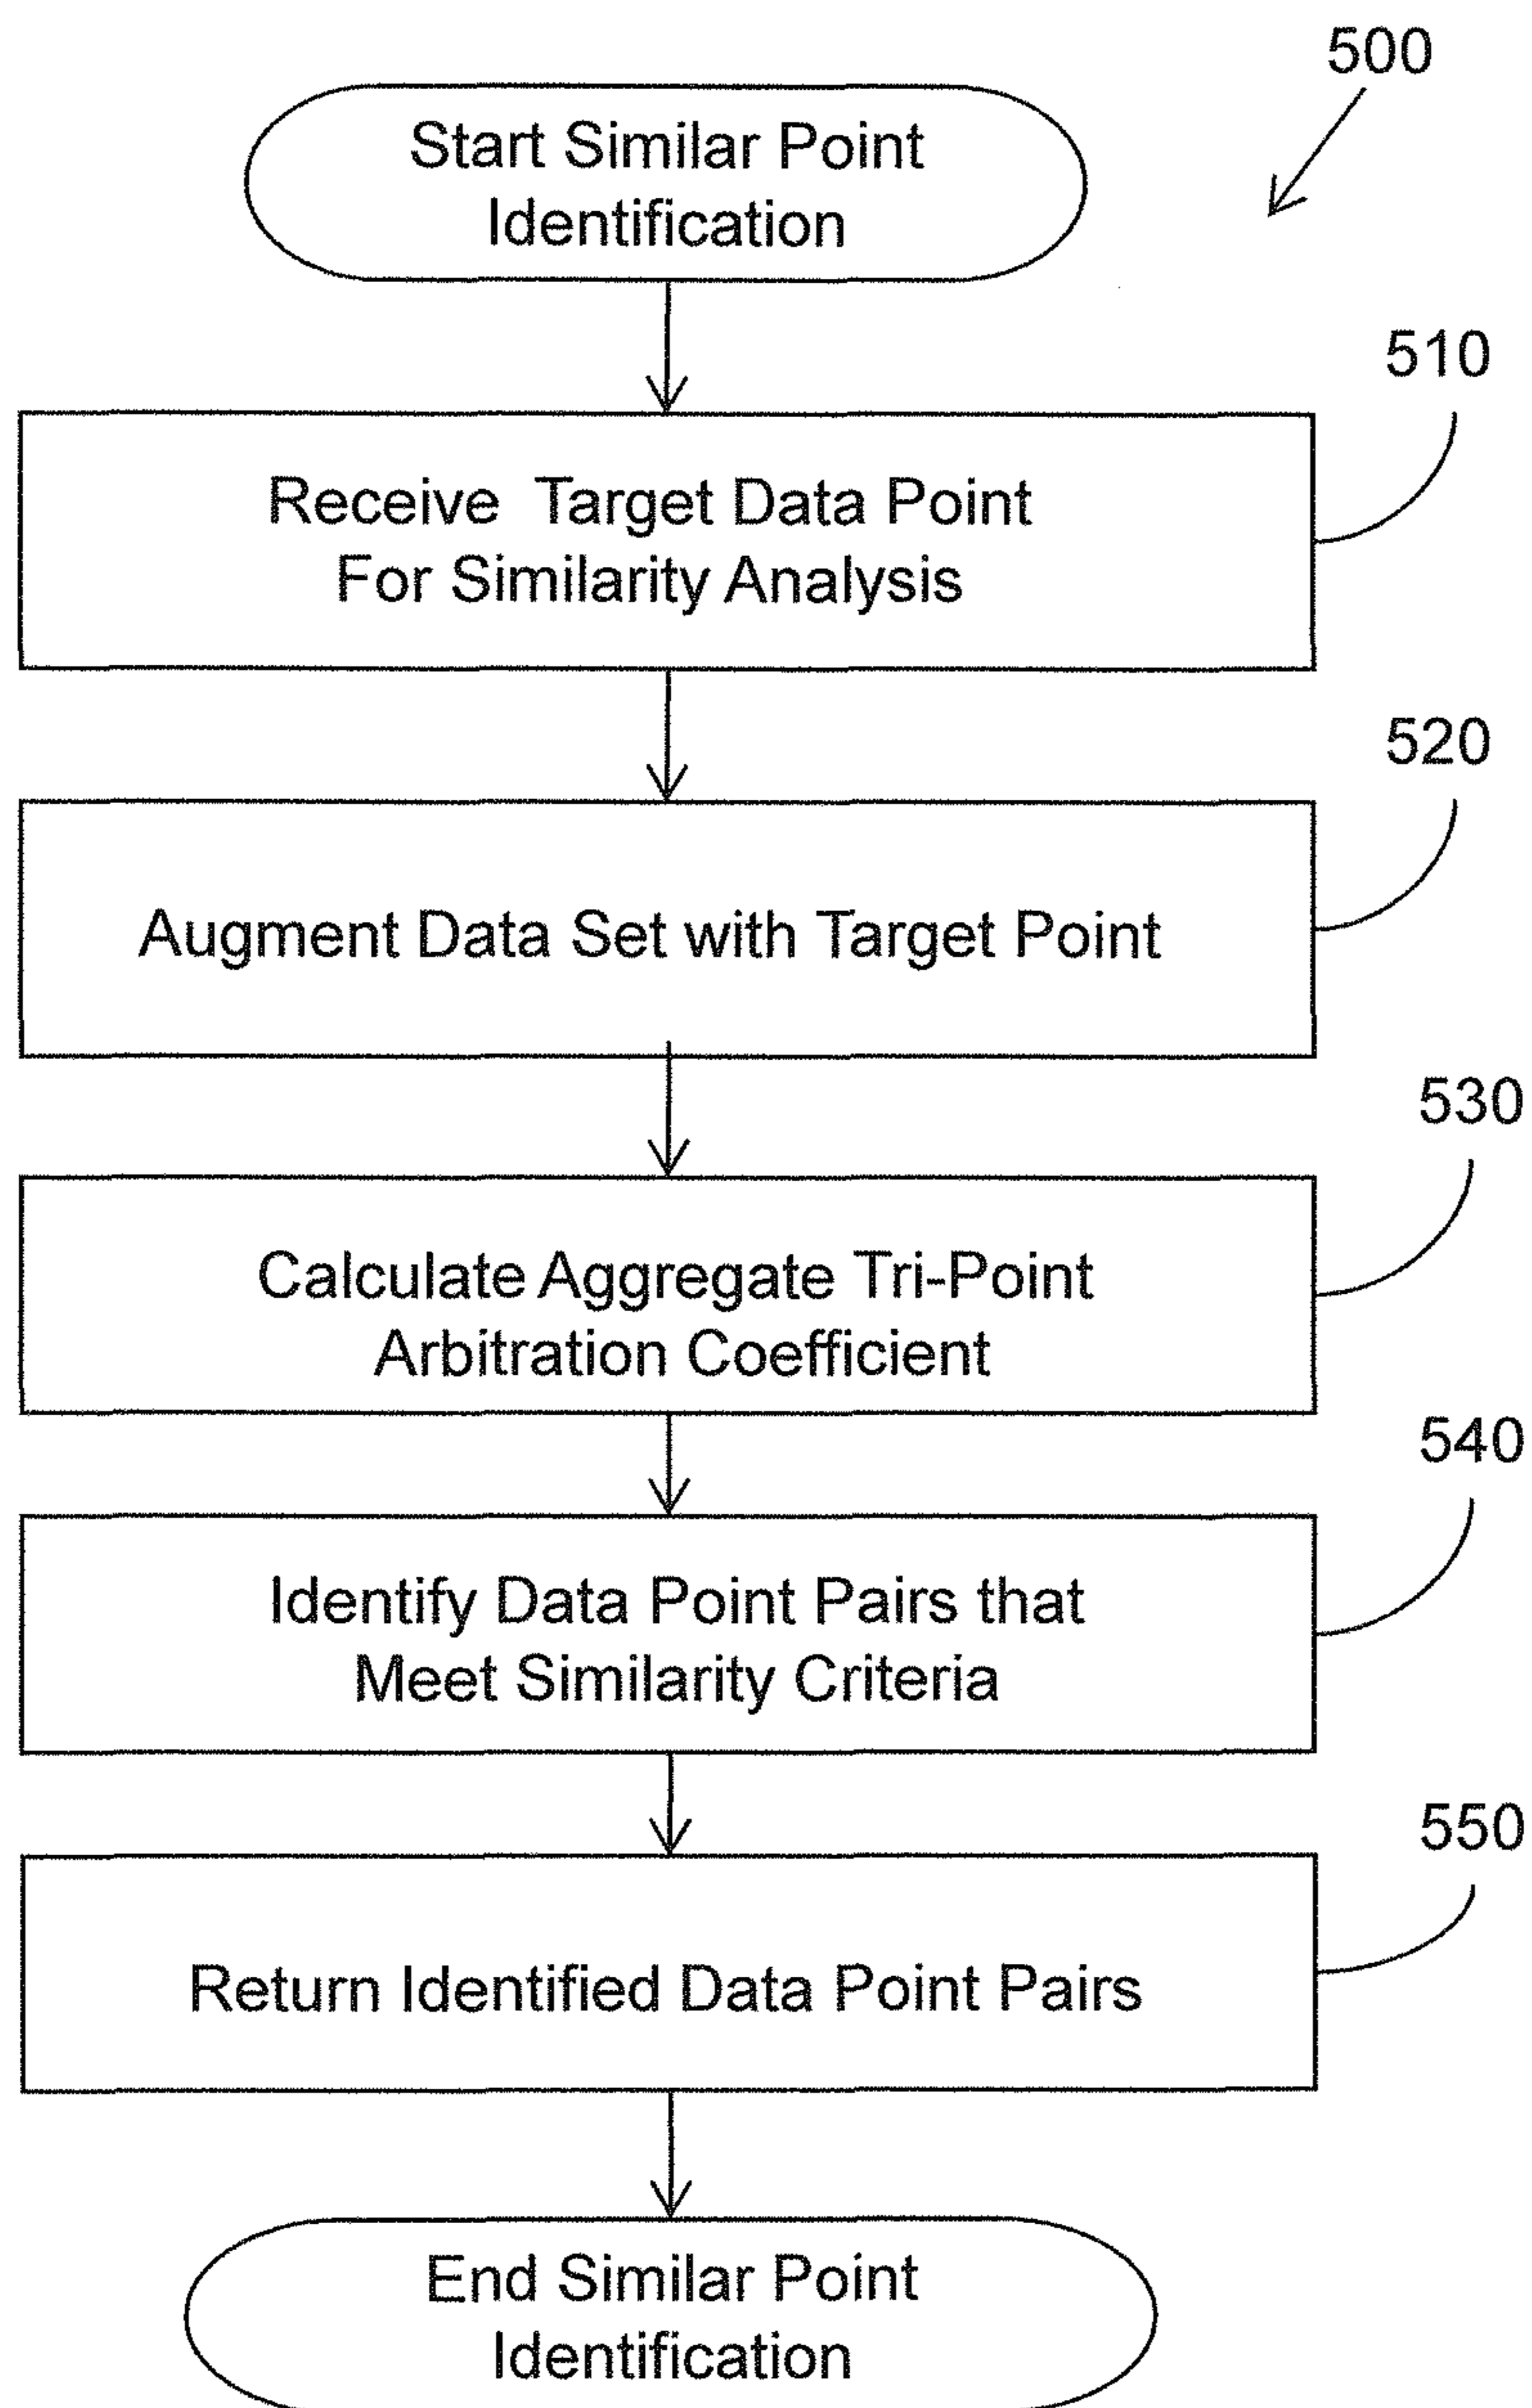 500
Start Similar Point
Identification
510
Receive Target Data Point
For Similarity Analysis
520
Augment Data Set with Target Point
530
Calculate Aggregate Tri-Point
Arbitration Coefficient
540
Identify Data Point Pairs that
Meet Similarity Criteria
550
Return Identified Data Point Pairs
End Similar Point
Identification